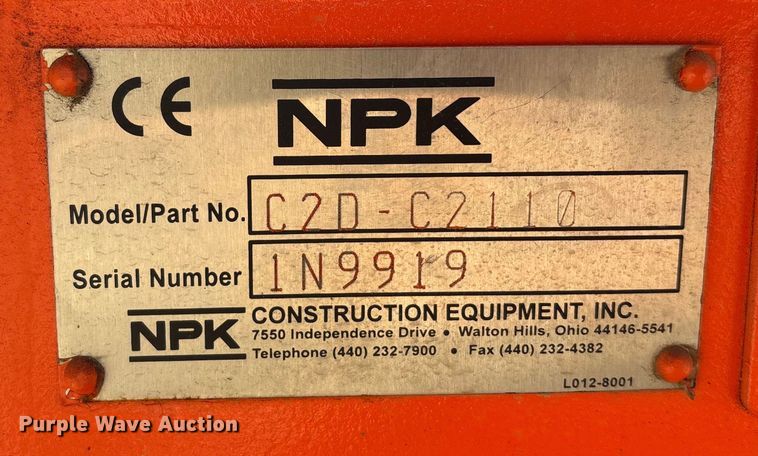 CE
NPK
Model/Part No. C2D-C2110
Serial Number 1N9919
NPK
CONSTRUCTION EQUIPMENT, INC.
7550 Independence Drive • Walton Hills, Ohio 44146-5541
Telephone (440) 232-7900 • Fax (440) 232-4382
L012-8001
Purple Wave Auction